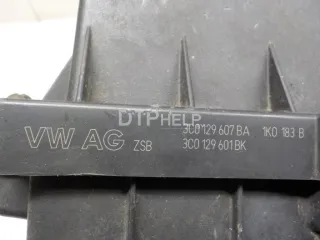 DTPHELP
3C0 129 607 BA 1K0 183 B
VW AG ZSB 3C0 129 601 BK